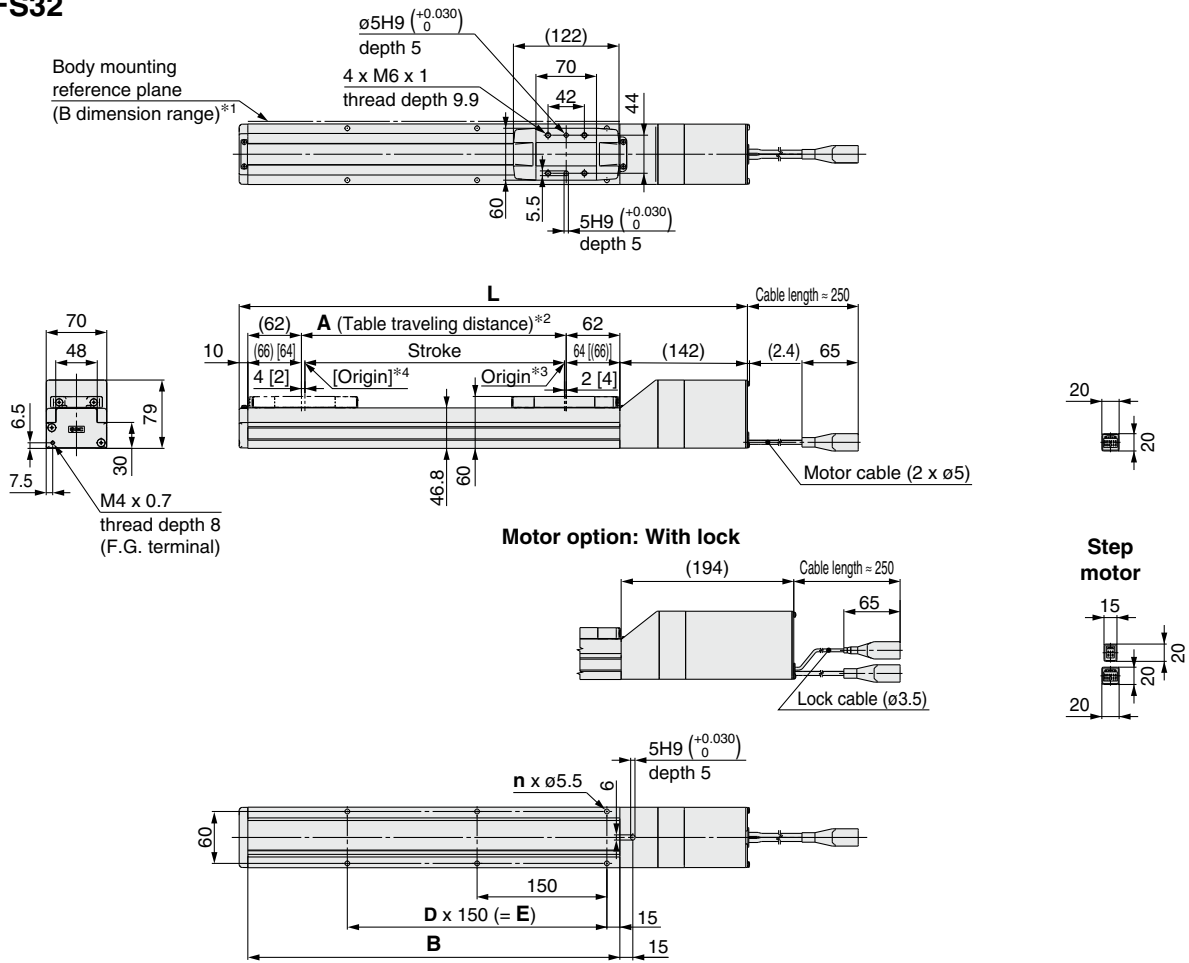 FS32
ø5H9 (+0.030 0)
depth 5
(122)
Body mounting
reference plane
(B dimension range)*1
4 x M6 x 1
thread depth 9.9
70
42
44
60
5.5
5H9 (+0.030 0)
depth 5
L
Cable length ≈ 250
(62)
A (Table traveling distance)*2
62
10
(66) [64]
Stroke
64 [(66)]
(142)
(2.4)
65
4 [2]
[Origin]*4
Origin*3
2 [4]
70
48
79
6.5
30
7.5
M4 x 0.7
thread depth 8
(F.G. terminal)
46.8
60
Motor cable (2 x ø5)
20
20
Motor option: With lock
(194)
Cable length ≈ 250
65
Lock cable (ø3.5)
Step
motor
15
20
20
20
5H9 (+0.030 0)
depth 5
n x ø5.5
6
60
150
D x 150 (= E)
15
B
15